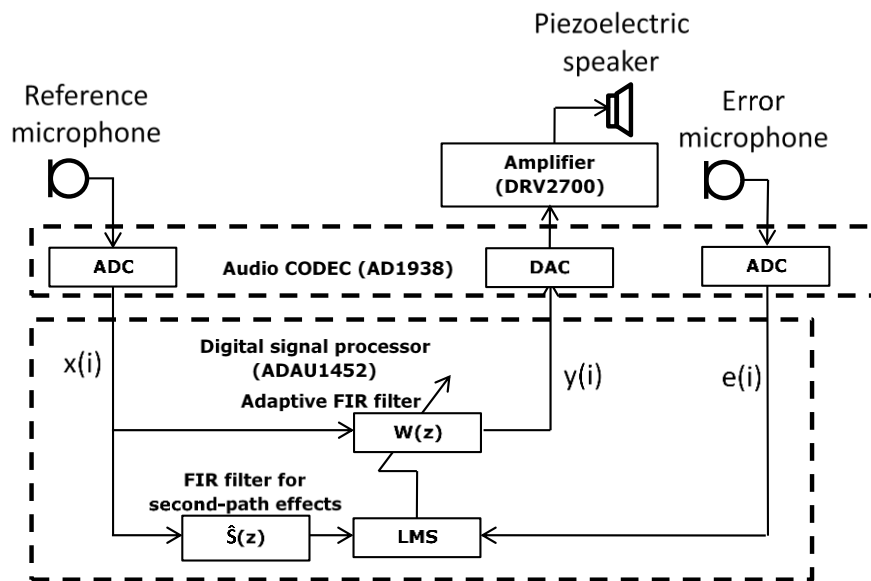 Piezoelectric
speaker
Reference
microphone
Error
microphone
Amplifier
(DRV2700)
ADC
Audio CODEC (AD1938)
DAC
ADC
Digital signal processor
(ADAU1452)
x(i)
y(i)
e(i)
Adaptive FIR filter
W(z)
FIR filter for
second-path effects
Ŝ(z)
LMS